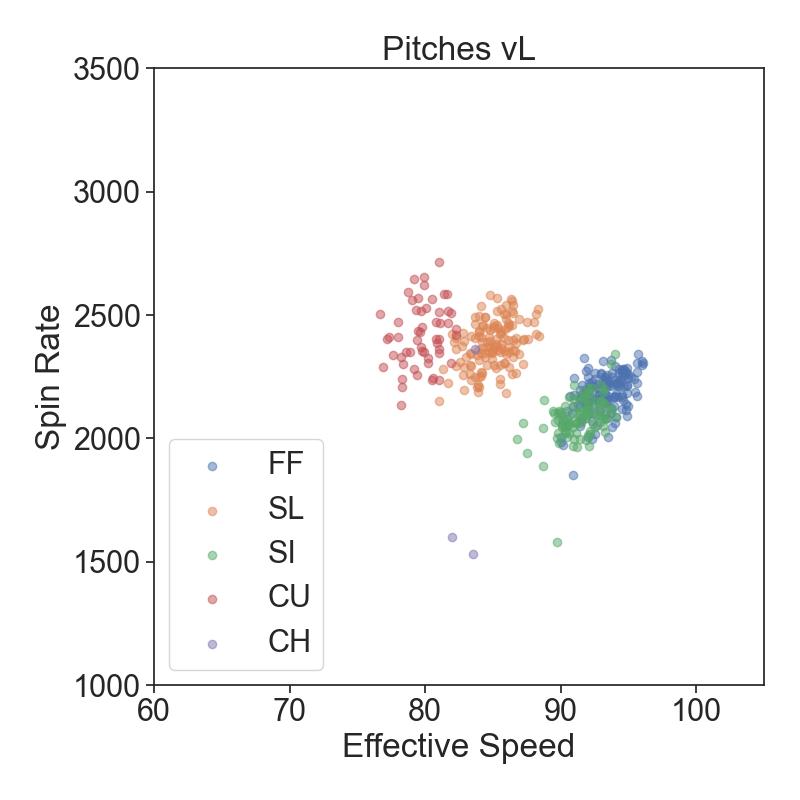 Pitches vL
3500
3000
2500
2000
1500
1000
Spin Rate
FF
SL
SI
CU
CH
60 70 80 90 100
Effective Speed